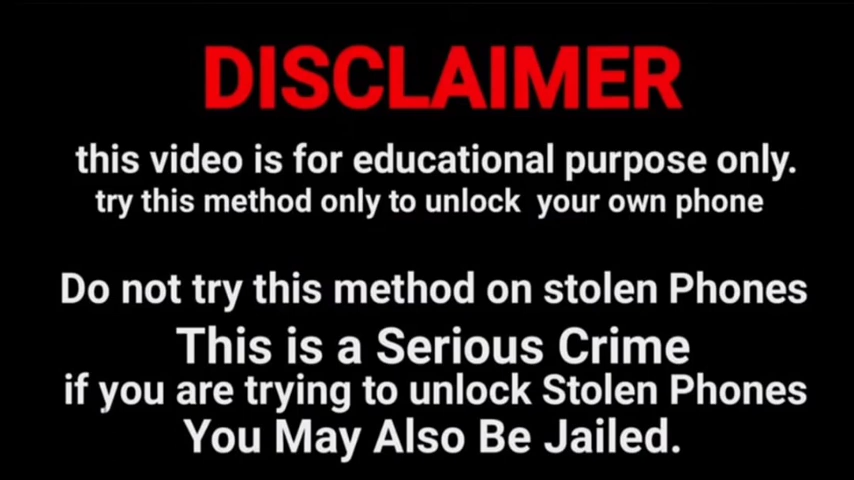 DISCLAIMER
this video is for educational purpose only.
try this method only to unlock your own phone
Do not try this method on stolen Phones
This is a Serious Crime
if you are trying to unlock Stolen Phones
You May Also Be Jailed.